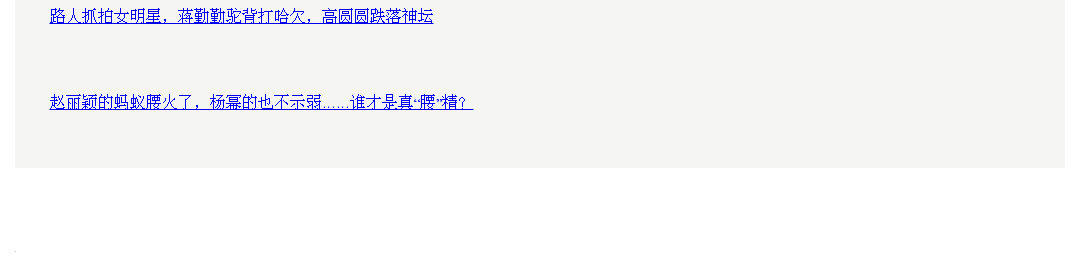 路人抓拍女明星，蒋勤勤驼背打哈欠，高圆圆跌落神坛
赵丽颖的蚂蚁腰火了，杨幂的也不示弱……谁才是真“腰”精？